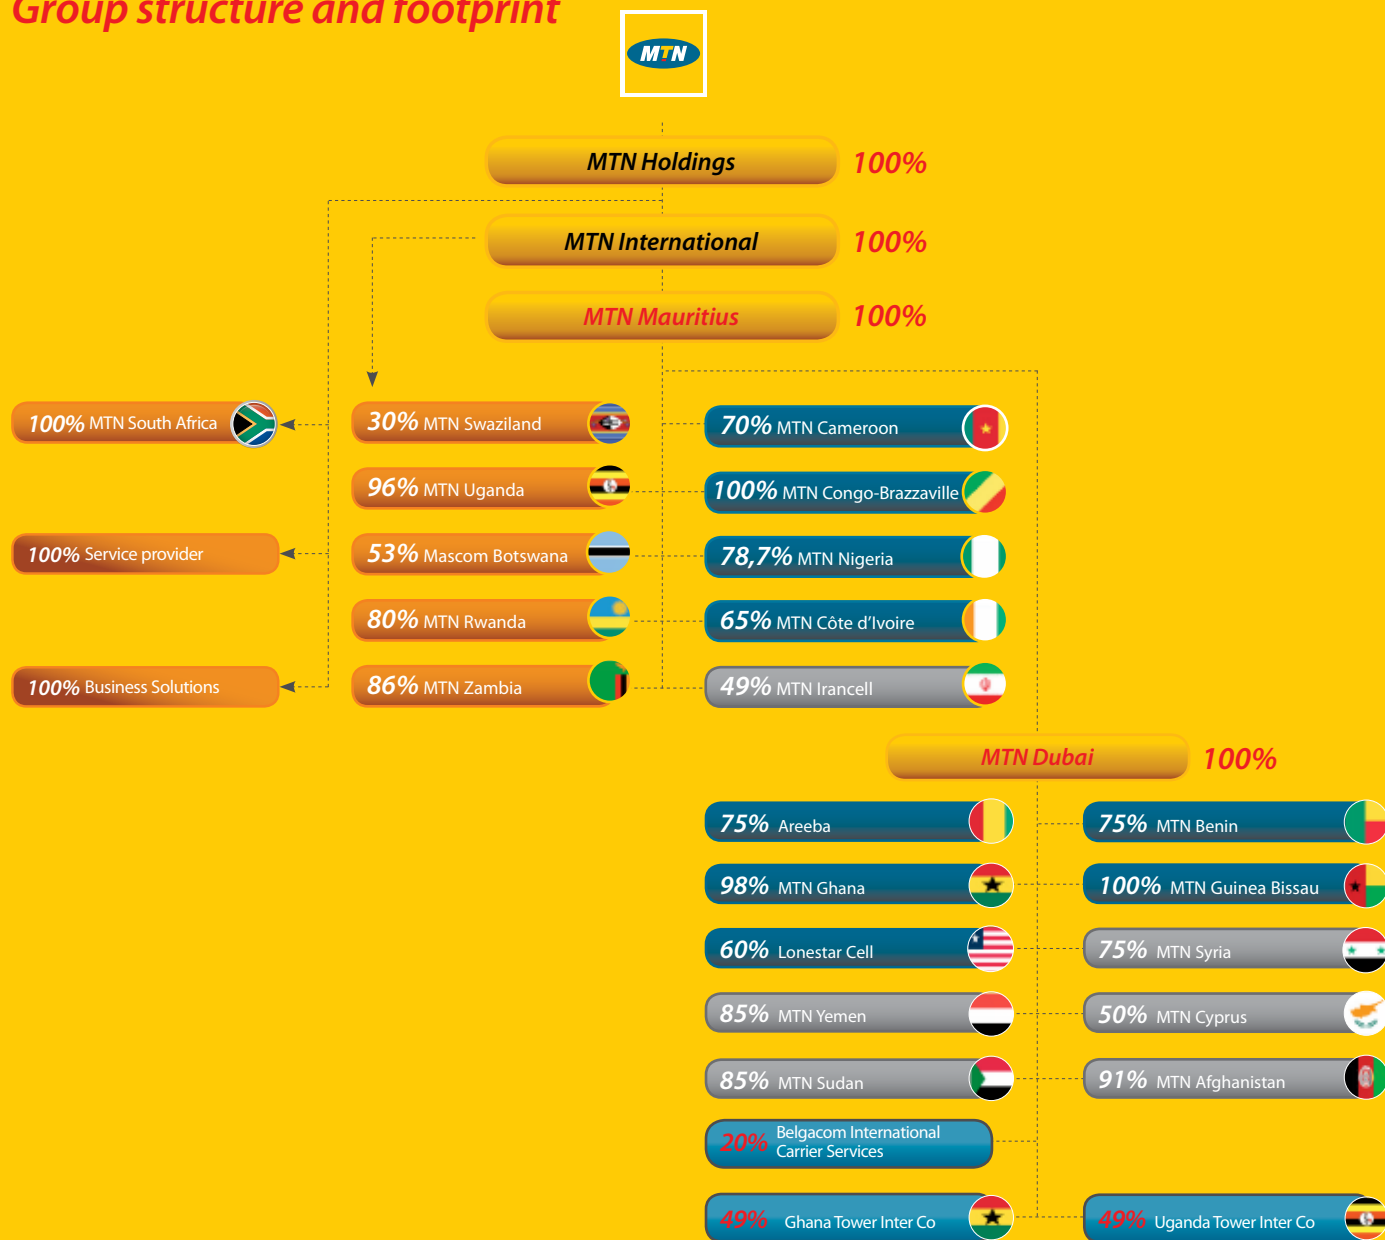 Group structure and footprint
MTN
MTN Holdings 100%
MTN International 100%
MTN Mauritius 100%
100% MTN South Africa
100% Service provider
100% Business Solutions
30% MTN Swaziland
96% MTN Uganda
53% Mascom Botswana
80% MTN Rwanda
86% MTN Zambia
70% MTN Cameroon
100% MTN Congo-Brazzaville
78,7% MTN Nigeria
65% MTN Côte d’Ivoire
49% MTN Irancell
MTN Dubai 100%
75% Areeba
98% MTN Ghana
60% Lonestar Cell
85% MTN Yemen
85% MTN Sudan
20% Belgacom International
Carrier Services
49% Ghana Tower Inter Co
75% MTN Benin
100% MTN Guinea Bissau
75% MTN Syria
50% MTN Cyprus
91% MTN Afghanistan
49% Uganda Tower Inter Co